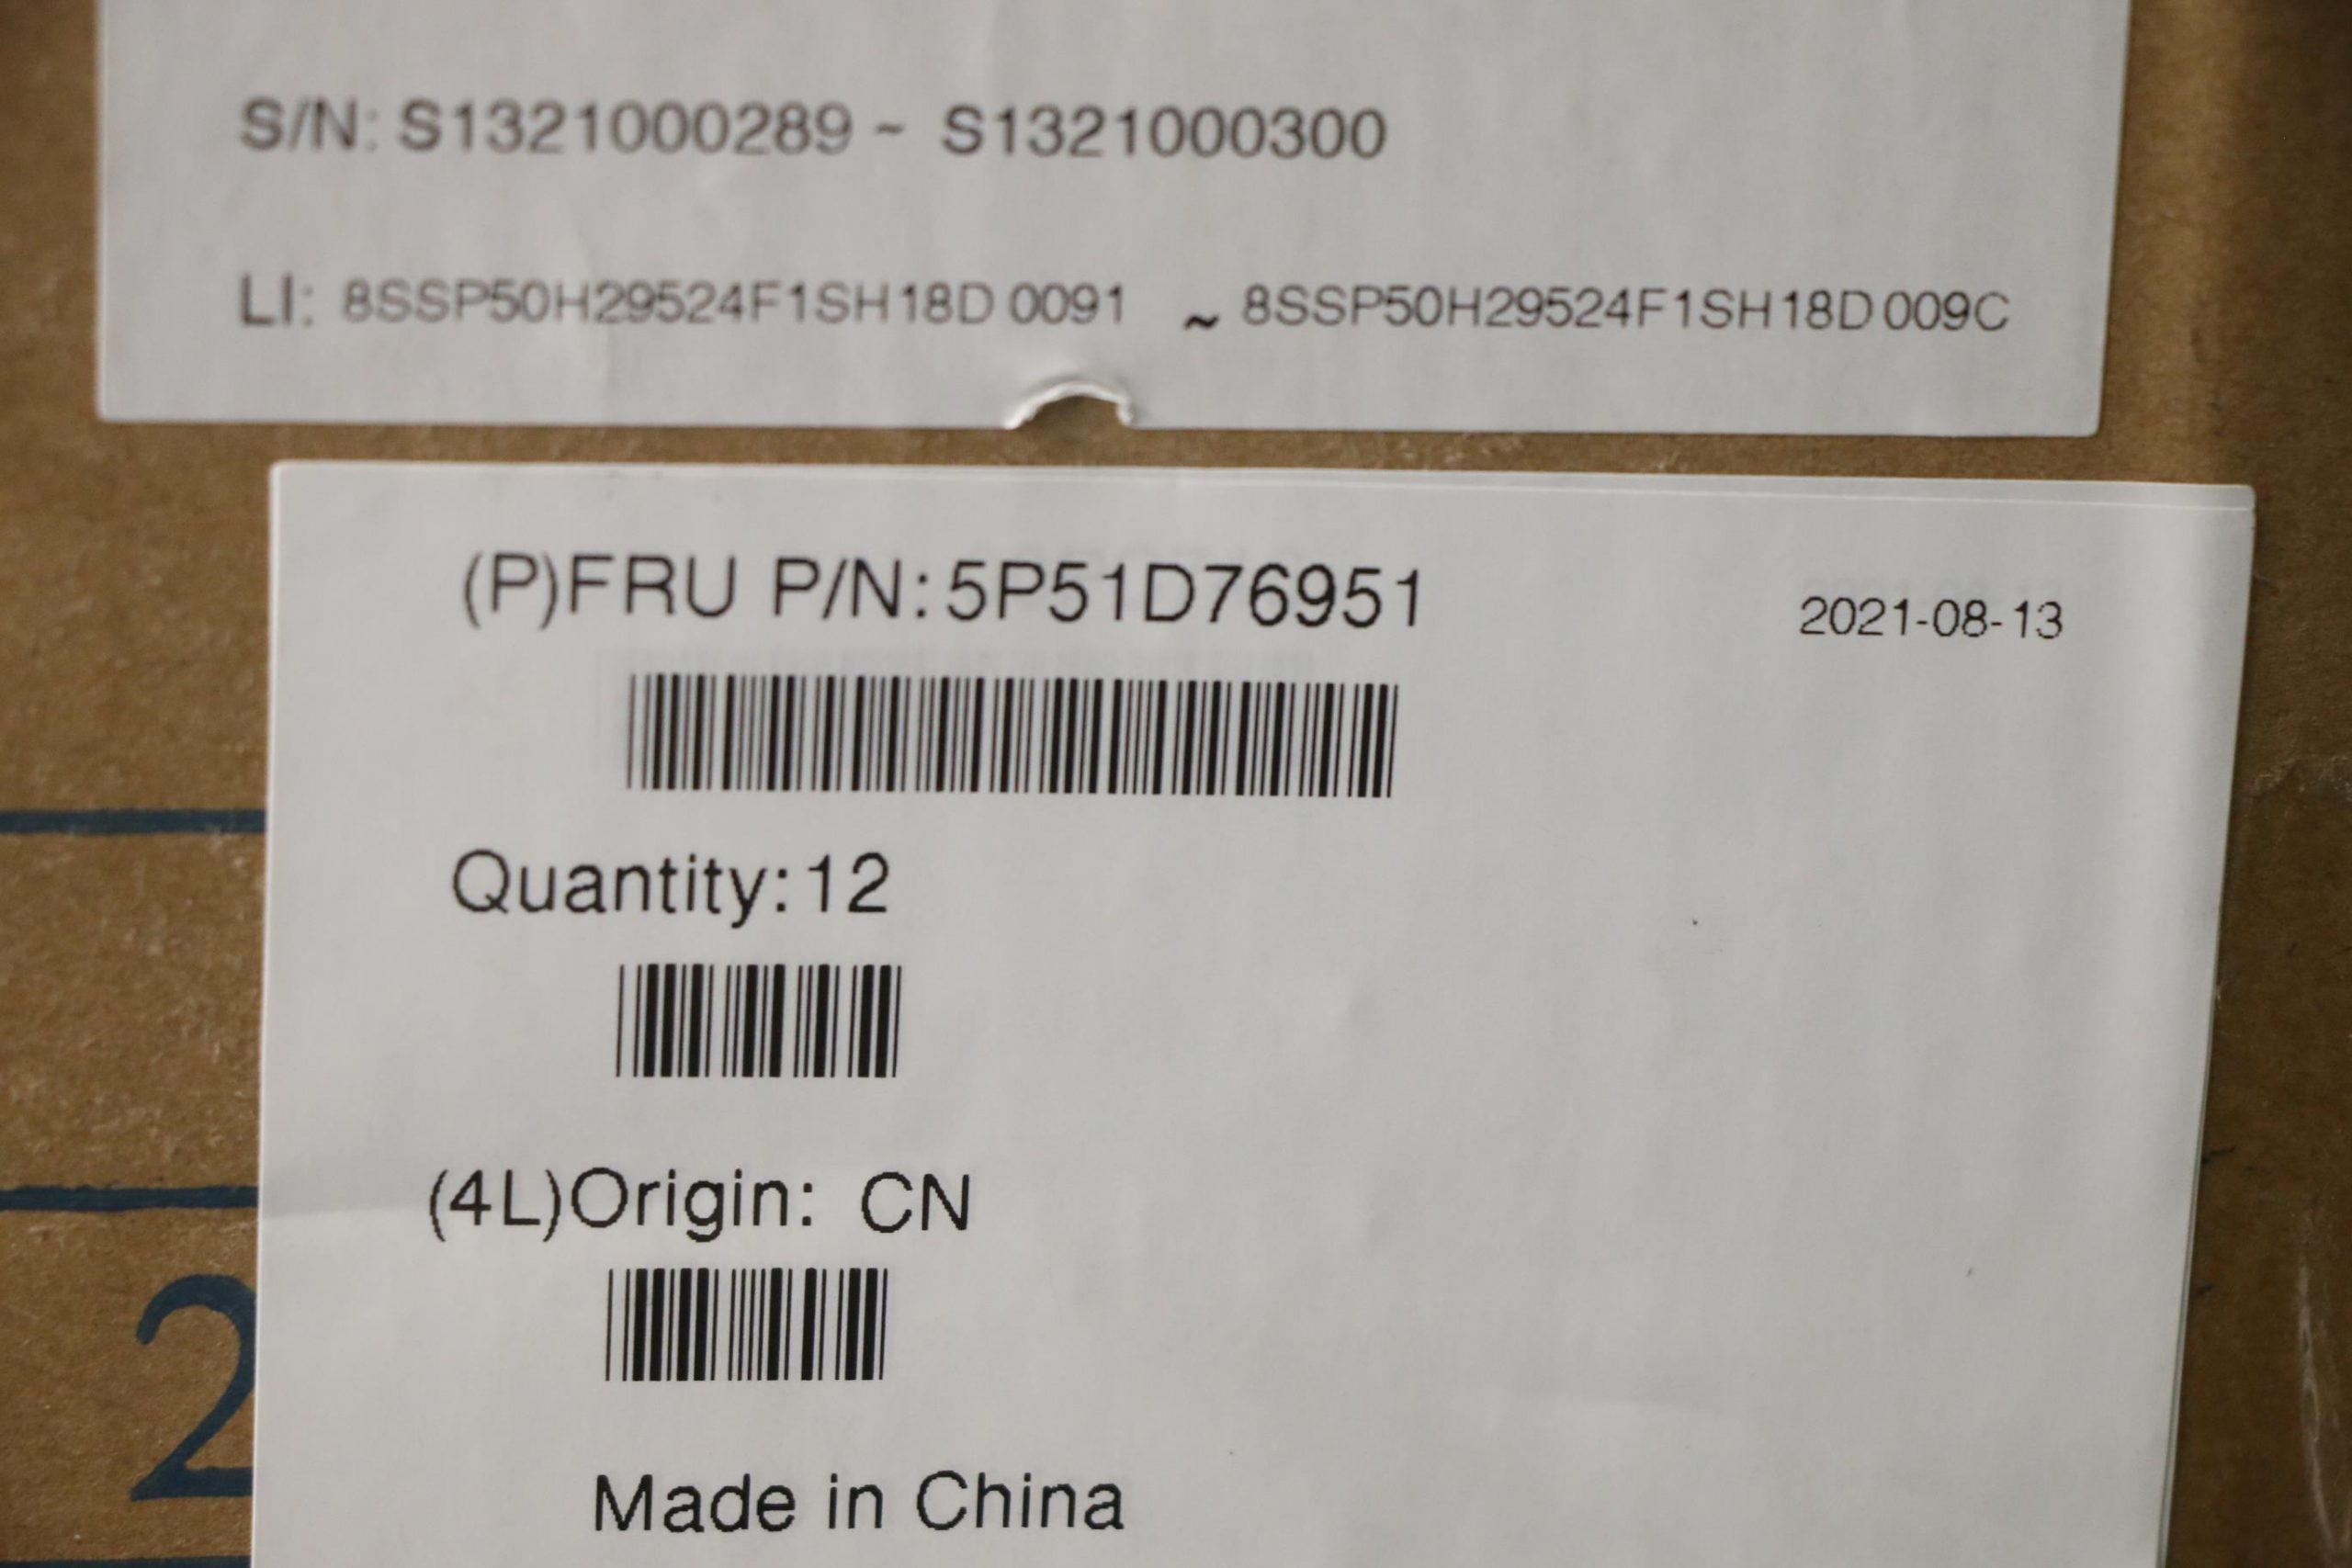 S/N: S1321000289 ~ S1321000300
LI: 8SSP50H29524F1SH18D 0091 ~ 8SSP50H29524F1SH18D 009C
(P)FRU P/N: 5P51D76951
2021-08-13
Quantity: 12
(4L)Origin: CN
2
Made in China